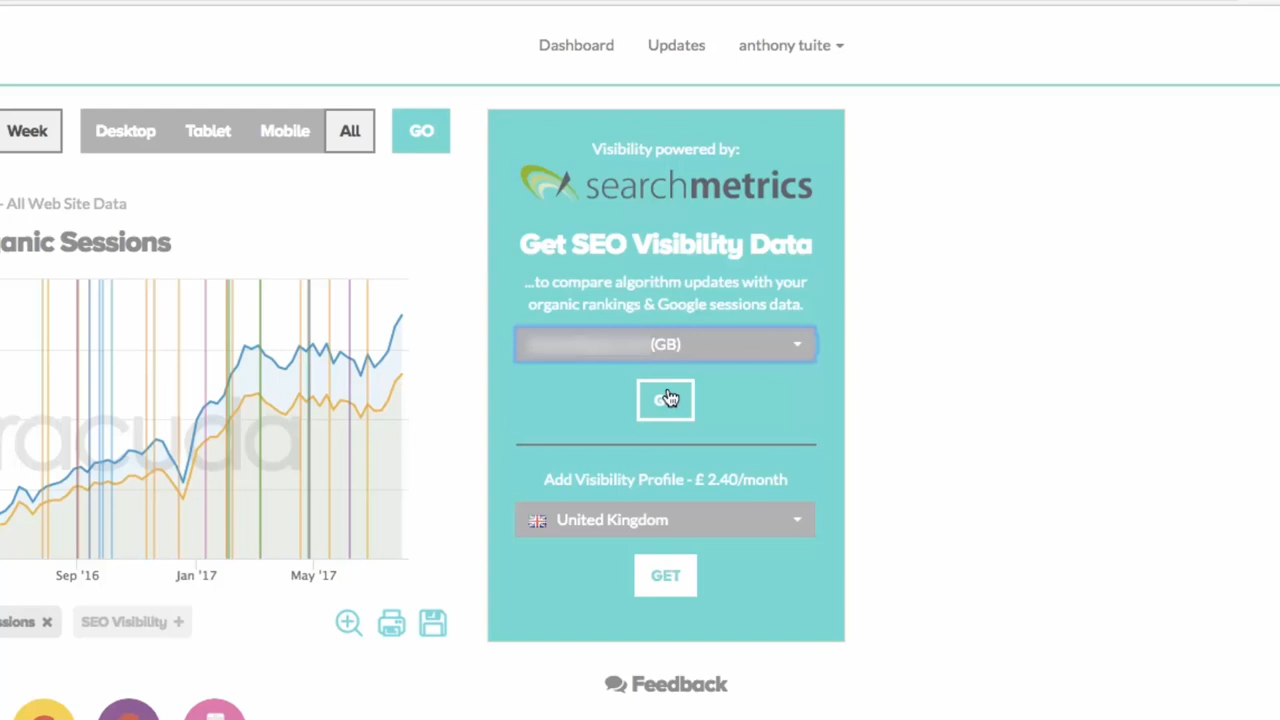 Dashboard
Updates
anthony tuite
Week
Desktop
Tablet
Mobile
All
GO
- All Web Site Data
anic Sessions
racuda
Sep '16
Jan '17
May '17
ssions ×
SEO Visibility +
Visibility powered by:
searchmetrics
Get SEO Visibility Data
...to compare algorithm updates with your
organic rankings & Google sessions data.
(GB)
Add Visibility Profile - £ 2.40/month
United Kingdom
GET
Feedback